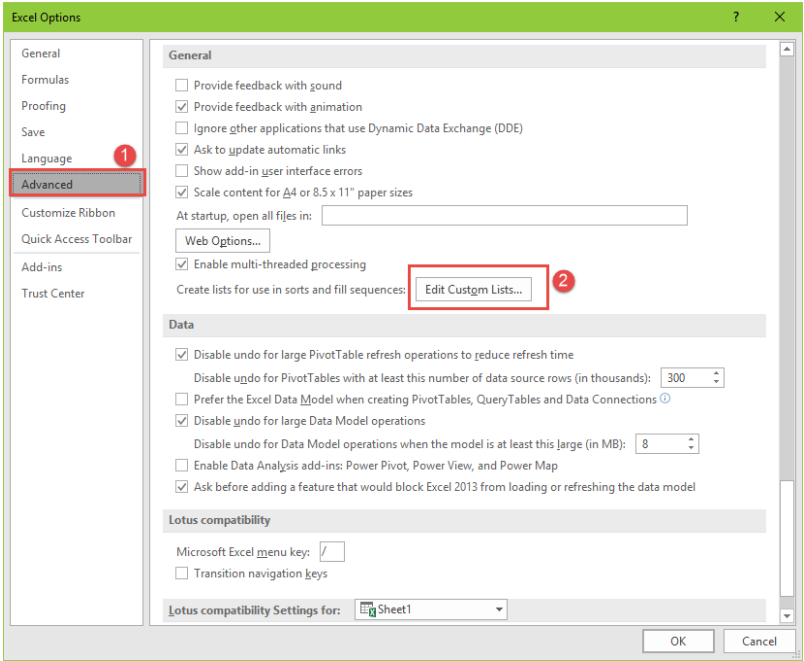 Excel Options ? ×
General
Formulas
Proofing
Save
Language
1
Advanced
Customize Ribbon
Quick Access Toolbar
Add-ins
Trust Center
General
Provide feedback with sound
Provide feedback with animation
Ignore other applications that use Dynamic Data Exchange (DDE)
Ask to update automatic links
Show add-in user interface errors
Scale content for A4 or 8.5 x 11" paper sizes
At startup, open all files in:
Web Options...
Enable multi-threaded processing
Create lists for use in sorts and fill sequences: Edit Custom Lists... 2
Data
Disable undo for large PivotTable refresh operations to reduce refresh time
Disable undo for PivotTables with at least this number of data source rows (in thousands): 300
Prefer the Excel Data Model when creating PivotTables, QueryTables and Data Connections
Disable undo for large Data Model operations
Disable undo for Data Model operations when the model is at least this large (in MB): 8
Enable Data Analysis add-ins: Power Pivot, Power View, and Power Map
Ask before adding a feature that would block Excel 2013 from loading or refreshing the data model
Lotus compatibility
Microsoft Excel menu key: /
Transition navigation keys
Lotus compatibility Settings for: Sheet1
OK Cancel